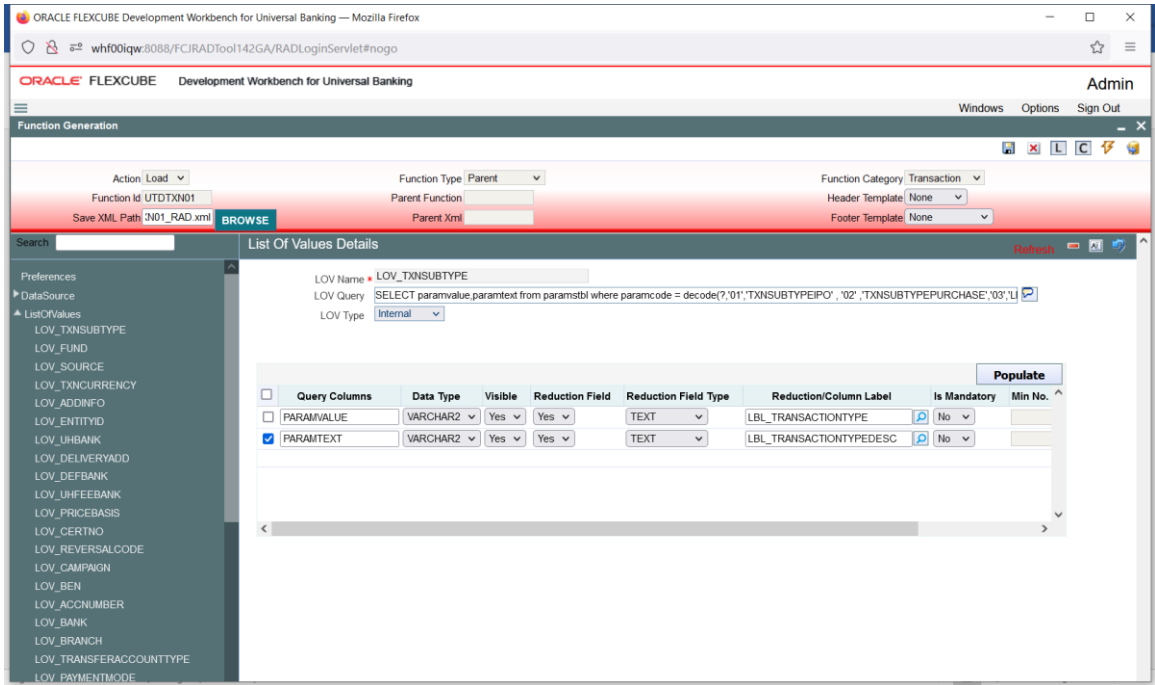 ORACLE FLEXCUBE Development Workbench for Universal Banking — Mozilla Firefox
whf00iqw:8088/FCJRADTool142GA/RADLoginServlet#nogo
ORACLE FLEXCUBE Development Workbench for Universal Banking Admin
Windows Options Sign Out
Function Generation
L C
Action Load Function Type Parent Function Category Transaction
Function Id UTDTXN01 Parent Function Header Template None
Save XML Path N01_RAD.xml BROWSE Parent Xml Footer Template None
Search List Of Values Details Refresh
Preferences
DataSource
ListOfValues
LOV_TXNSUBTYPE
LOV_FUND
LOV_SOURCE
LOV_TXNCURRENCY
LOV_ADDINFO
LOV_ENTITYID
LOV_UHBANK
LOV_DELIVERYADD
LOV_DEFBANK
LOV_UHFEEBANK
LOV_PRICEBASIS
LOV_CERTNO
LOV_REVERSALCODE
LOV_CAMPAIGN
LOV_BEN
LOV_ACCNUMBER
LOV_BANK
LOV_BRANCH
LOV_TRANSFERACCOUNTTYPE
LOV_PAYMENTMODE
LOV Name * LOV_TXNSUBTYPE
LOV Query SELECT paramvalue,paramtext from paramstbl where paramcode = decode(?,'01','TXNSUBTYPEIPO' , '02' ,'TXNSUBTYPEPURCHASE','03','LI
LOV Type Internal
Populate
Query Columns Data Type Visible Reduction Field Reduction Field Type Reduction/Column Label Is Mandatory Min No.
PARAMVALUE VARCHAR2 Yes Yes TEXT LBL_TRANSACTIONTYPE No
PARAMTEXT VARCHAR2 Yes Yes TEXT LBL_TRANSACTIONTYPEDESC No